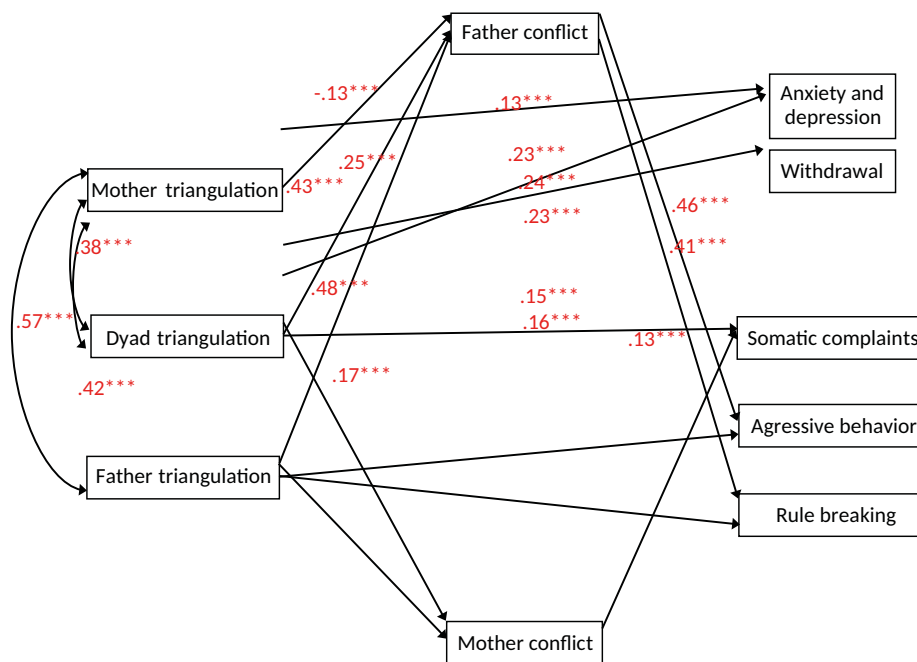 Father conflict
-.13***
.13***
Anxiety and
depression
.25***
.23***
Withdrawal
.43***
.24***
Mother triangulation
.46***
.23***
.38***
.41***
.48***
.15***
.57***
.16***
Dyad triangulation
.13***
Somatic complaints
.17***
.42***
Agressive behavior
Father triangulation
Rule breaking
Mother conflict